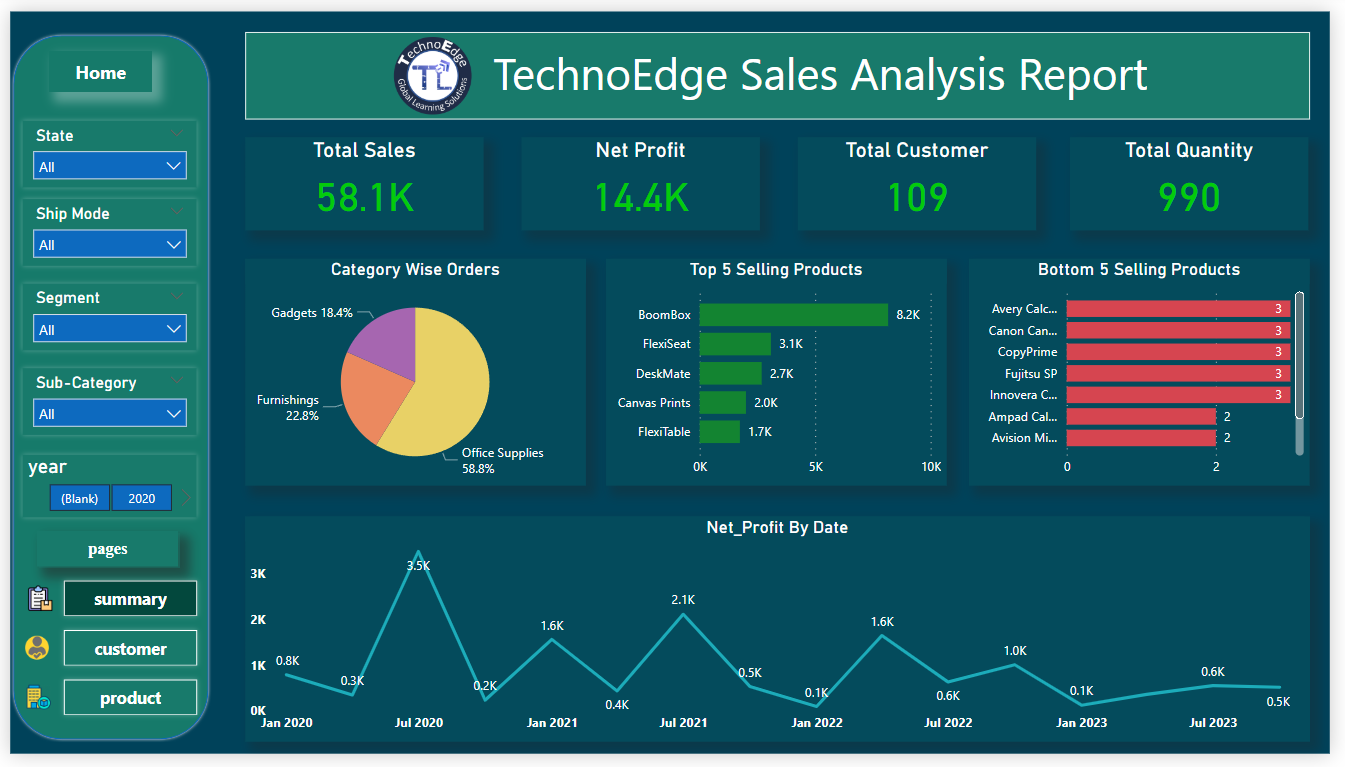 Home
TechnoEdge
TL
Global Learning Solutions
TechnoEdge Sales Analysis Report
State
All
Ship Mode
All
Segment
All
Sub-Category
All
year
(Blank) 2020
pages
summary
customer
product
Total Sales
58.1K
Net Profit
14.4K
Total Customer
109
Total Quantity
990
Category Wise Orders
Gadgets 18.4%
Furnishings
22.8%
Office Supplies
58.8%
Top 5 Selling Products
BoomBox 8.2K
FlexiSeat 3.1K
DeskMate 2.7K
Canvas Prints 2.0K
FlexiTable 1.7K
0K 5K 10K
Bottom 5 Selling Products
Avery Calc... 3
Canon Can... 3
CopyPrime 3
Fujitsu SP 3
Innovera C... 3
Ampad Cal... 2
Avision Mi... 2
0 2
Net_Profit By Date
3K
2K
1K
0K
0.8K 0.3K 3.5K 0.2K 1.6K 0.4K 2.1K 0.5K 0.1K 1.6K 0.6K 1.0K 0.1K 0.6K 0.5K
Jan 2020 Jul 2020 Jan 2021 Jul 2021 Jan 2022 Jul 2022 Jan 2023 Jul 2023